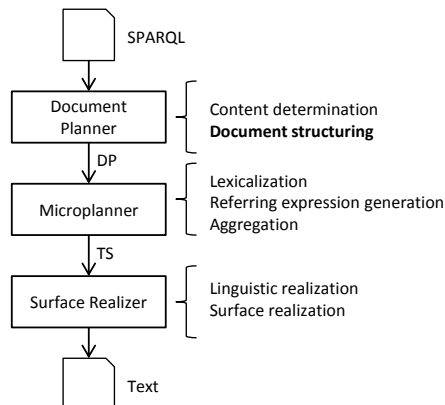 SPARQL
Document
Planner
Content determination
Document structuring
DP
Microplanner
Lexicalization
Referring expression generation
Aggregation
TS
Surface Realizer
Linguistic realization
Surface realization
Text